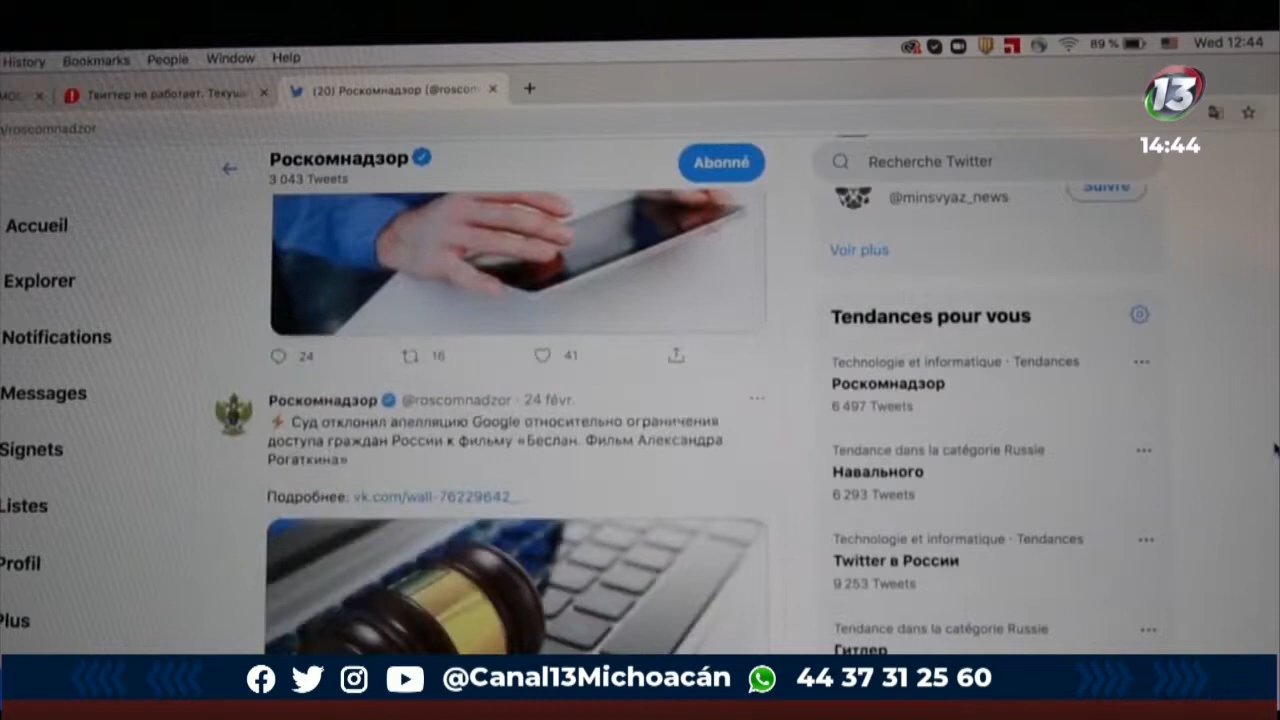 History Bookmarks People Window Help
89 % Wed 12:44
Твиттер не работает. Текущ
(20) Роскомнадзор (@roscom
+
/roscomnadzor
13
14:44
Роскомнадзор
3 043 Tweets
Abonné
Recherche Twitter
@minsvyaz_news
Suivre
Voir plus
Accueil
Explorer
Notifications
Messages
Signets
Listes
Profil
Plus
24 16 41
Роскомнадзор @roscomnadzor · 24 févr.
⚡ Суд отклонил апелляцию Google относительно ограничения
доступа граждан России к фильму «Беслан. Фильм Александра
Рогаткина»
Подробнее: vk.com/wall-76229642_...
Tendances pour vous
Technologie et informatique · Tendances
Роскомнадзор
6 497 Tweets
Tendance dans la catégorie Russie
Навального
6 293 Tweets
Technologie et informatique · Tendances
Twitter в России
9 253 Tweets
Tendance dans la catégorie Russie
Гитлер
@Canal13Michoacán 44 37 31 25 60